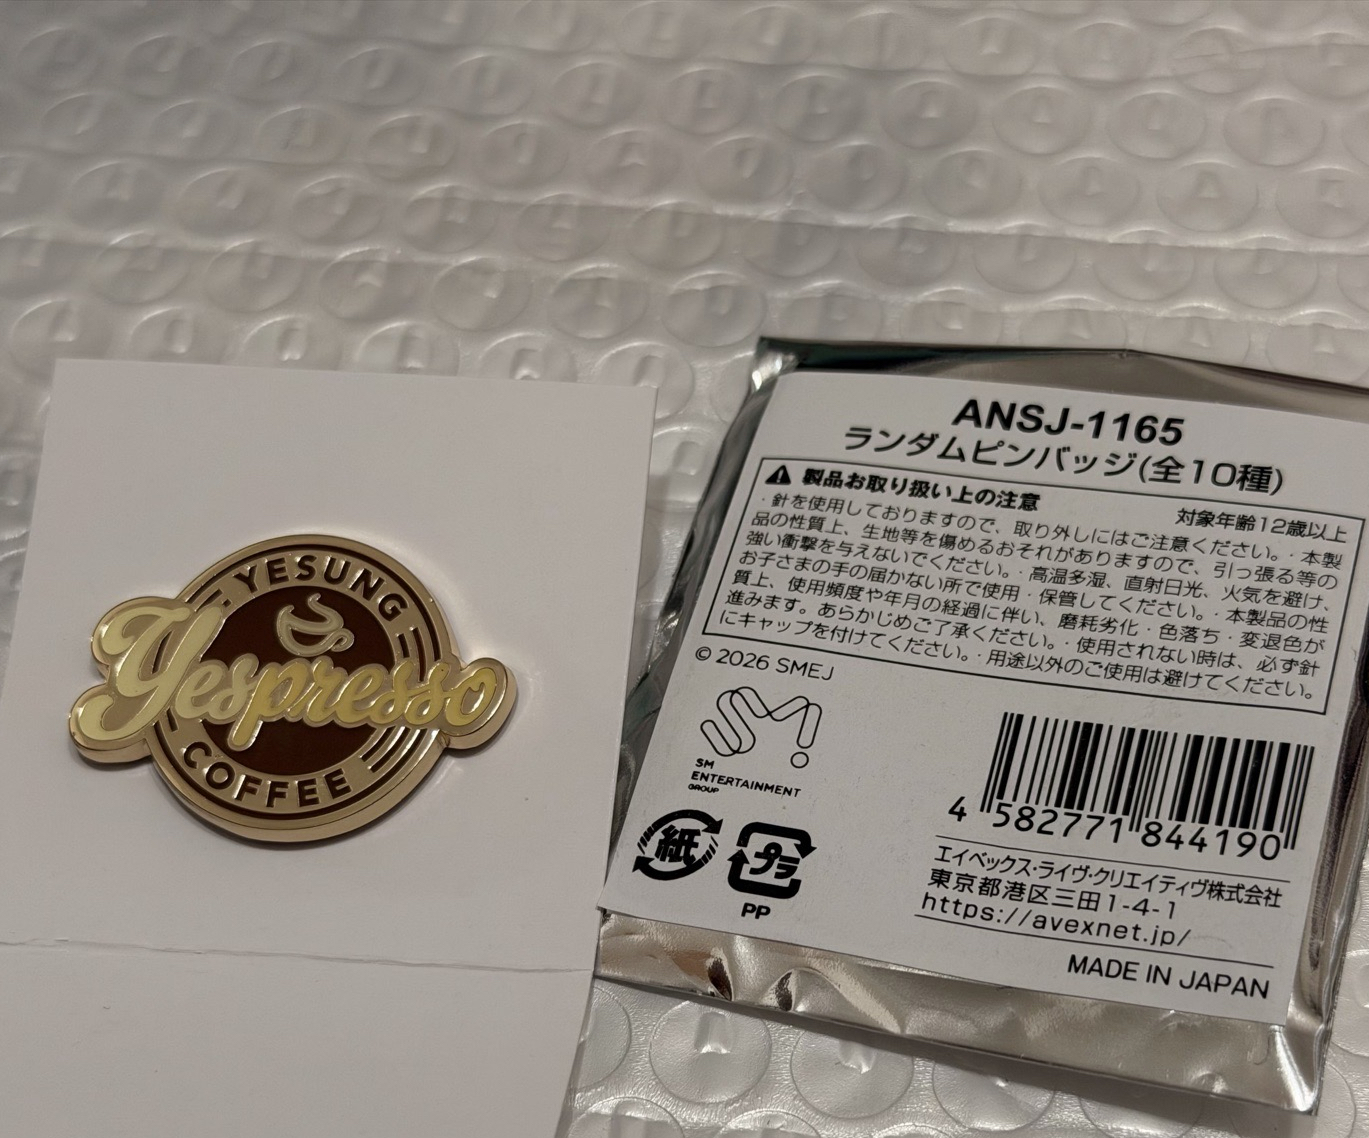 YESUNG
Yespresso
COFFEE
ANSJ-1165
ランダムピンバッジ(全10種)
製品お取り扱い上の注意
対象年齢12歳以上
・針を使用しておりますので、取り外しにはご注意ください。・本製
品の性質上、生地等を傷めるおそれがありますので、引っ張る等の
強い衝撃を与えないでください。・高温多湿、直射日光、火気を避け、
お子さまの手の届かない所で使用・保管してください。・本製品の性
質上、使用頻度や年月の経過に伴い、磨耗劣化・色落ち・変退色が
進みます。あらかじめご了承ください。・使用されない時は、必ず針
にキャップを付けてください。・用途以外のご使用は避けてください。
© 2026 SMEJ
SM
ENTERTAINMENT
GROUP
紙
プラ
PP
4 582771 844190
エイベックス・ライヴ・クリエイティヴ株式会社
東京都港区三田1-4-1
https://avexnet.jp/
MADE IN JAPAN